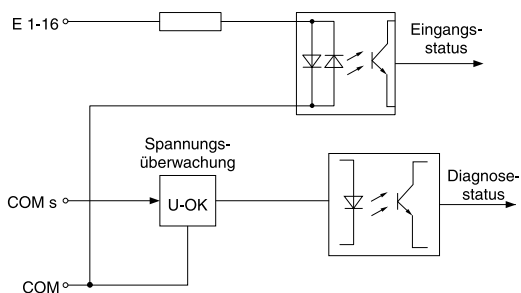 E 1-16
Eingangs-
status
Spannungs-
überwachung
U-OK
COM s
Diagnose-
status
COM